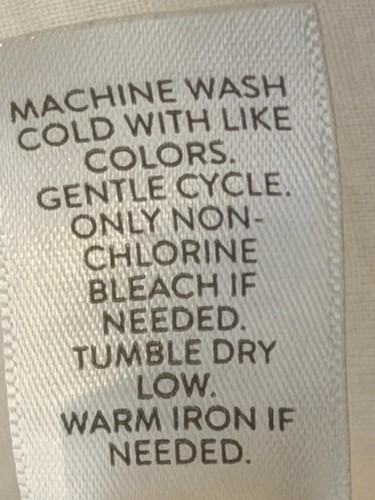 MACHINE WASH
COLD WITH LIKE
COLORS.
GENTLE CYCLE.
ONLY NON-
CHLORINE
BLEACH IF
NEEDED.
TUMBLE DRY
LOW.
WARM IRON IF
NEEDED.